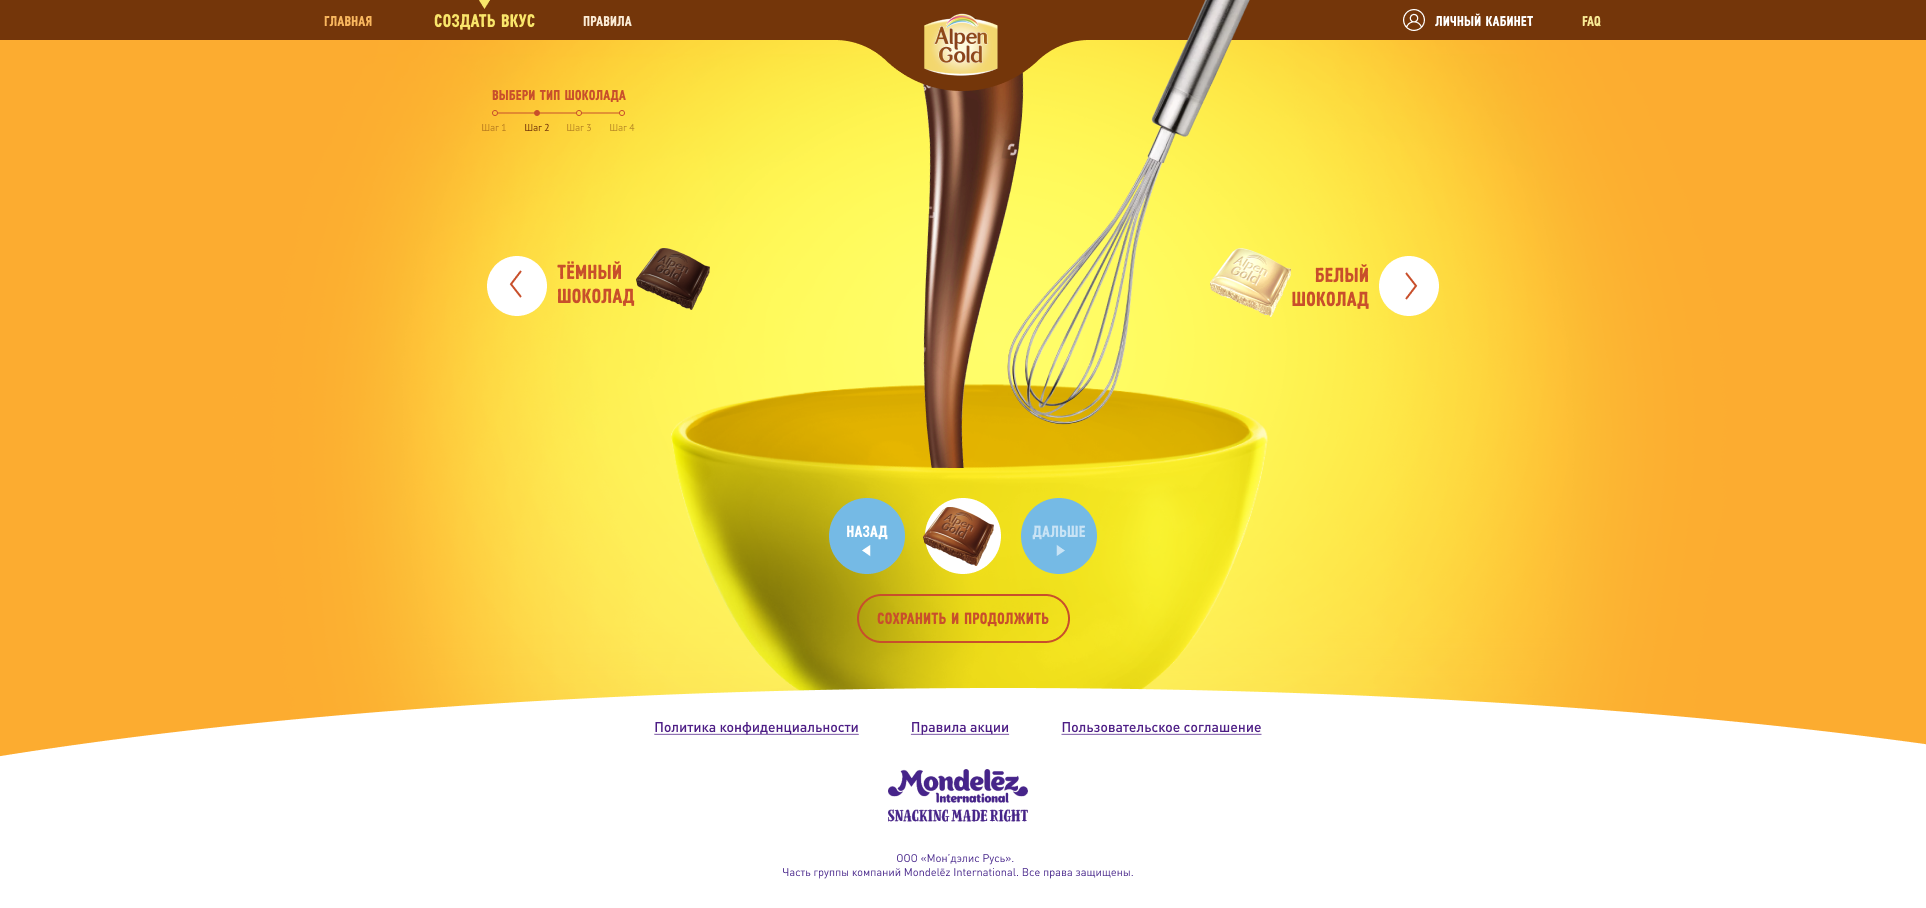 ГЛАВНАЯ
СОЗДАТЬ ВКУС
ПРАВИЛА
Alpen
Gold
ЛИЧНЫЙ КАБИНЕТ
FAQ
ВЫБЕРИ ТИП ШОКОЛАДА
Шаг 1
Шаг 2
Шаг 3
Шаг 4
ТЁМНЫЙ
ШОКОЛАД
Alpen
Gold
Alpen
Gold
БЕЛЫЙ
ШОКОЛАД
НАЗАД
Alpen
Gold
ДАЛЬШЕ
СОХРАНИТЬ И ПРОДОЛЖИТЬ
Политика конфиденциальности
Правила акции
Пользовательское соглашение
Mondelēz
International
SNACKING MADE RIGHT
ООО «Мон'дэлис Русь».
Часть группы компаний Mondelēz International. Все права защищены.